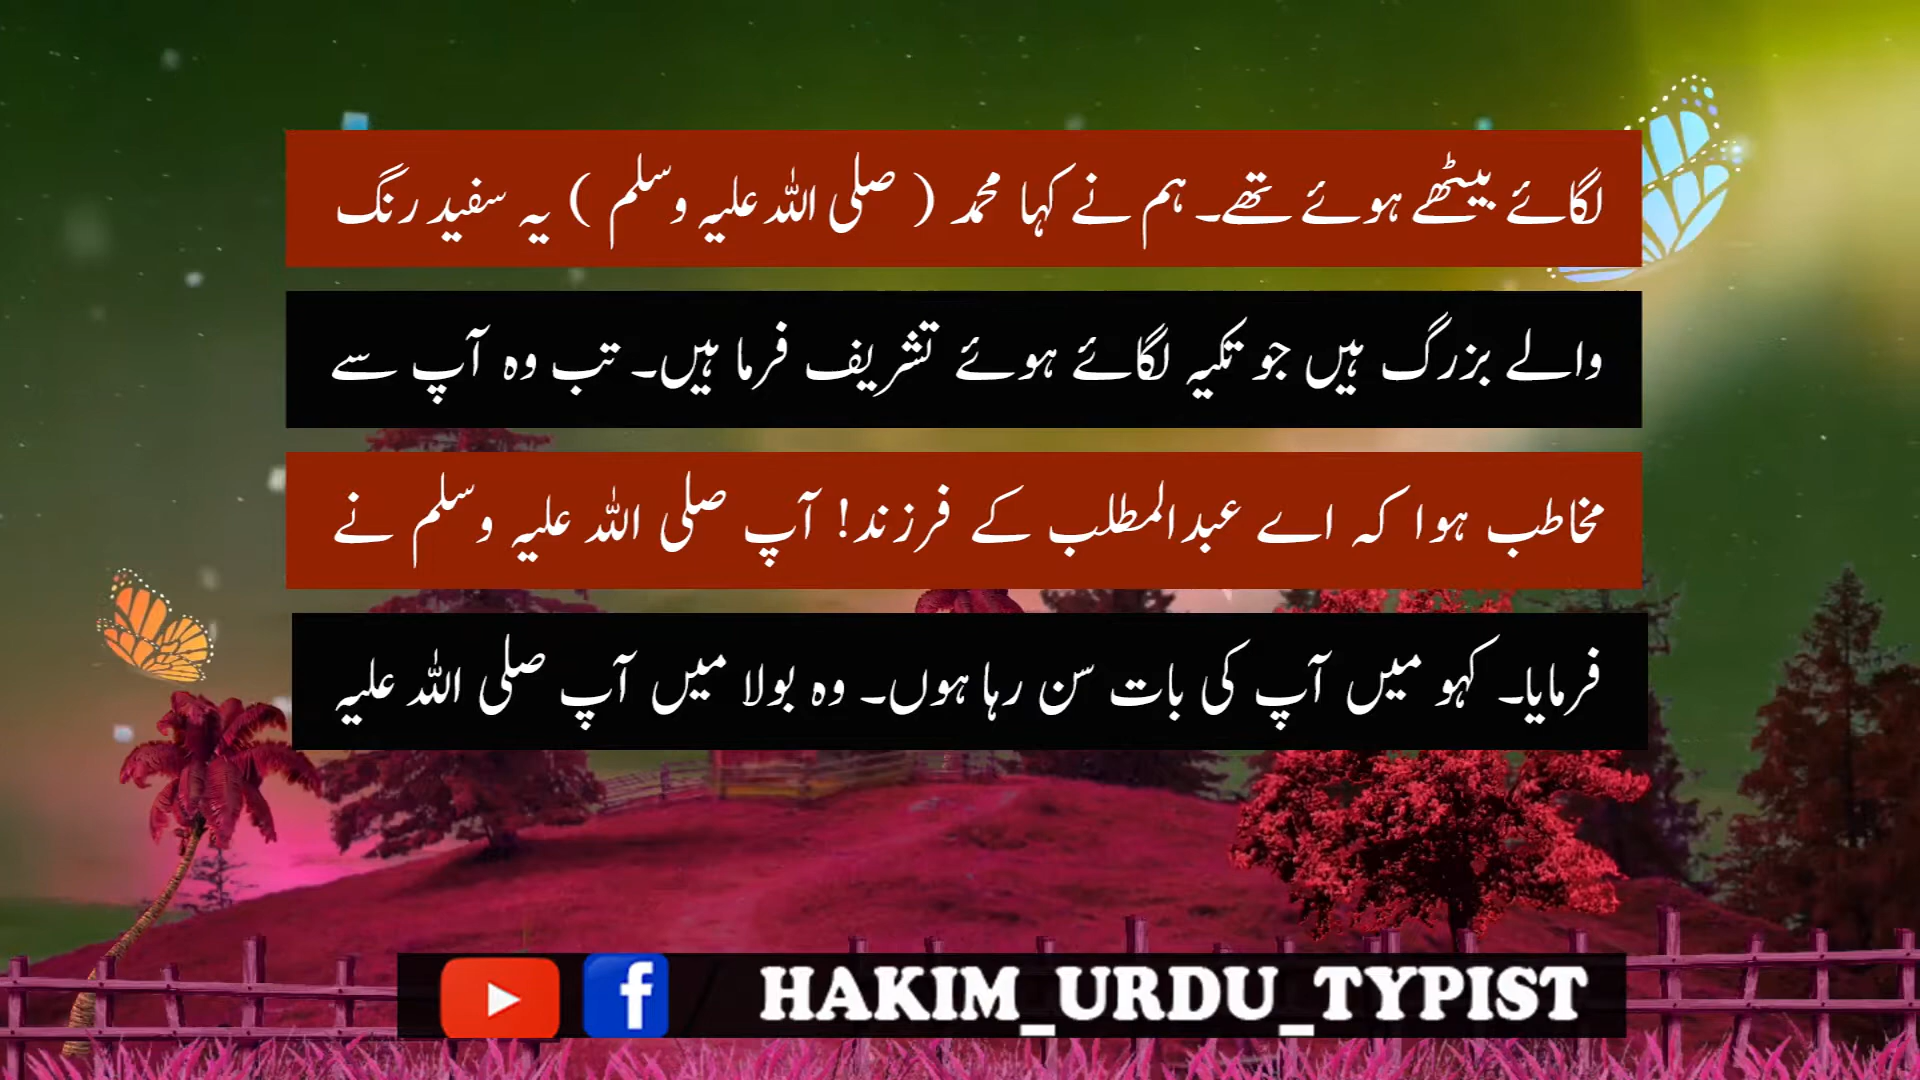 لگائے بیٹھے ہوئے تھے۔ ہم نے کہا محمد ( صلی اللہ علیہ وسلم ) یہ سفید رنگ
والے بزرگ ہیں جو تکیہ لگائے ہوئے تشریف فرما ہیں۔ تب وہ آپ سے
مخاطب ہوا کہ اے عبدالمطلب کے فرزند! آپ صلی اللہ علیہ وسلم نے
فرمایا۔ کہو میں آپ کی بات سن رہا ہوں۔ وہ بولا میں آپ صلی اللہ علیہ
HAKIM_URDU_TYPIST